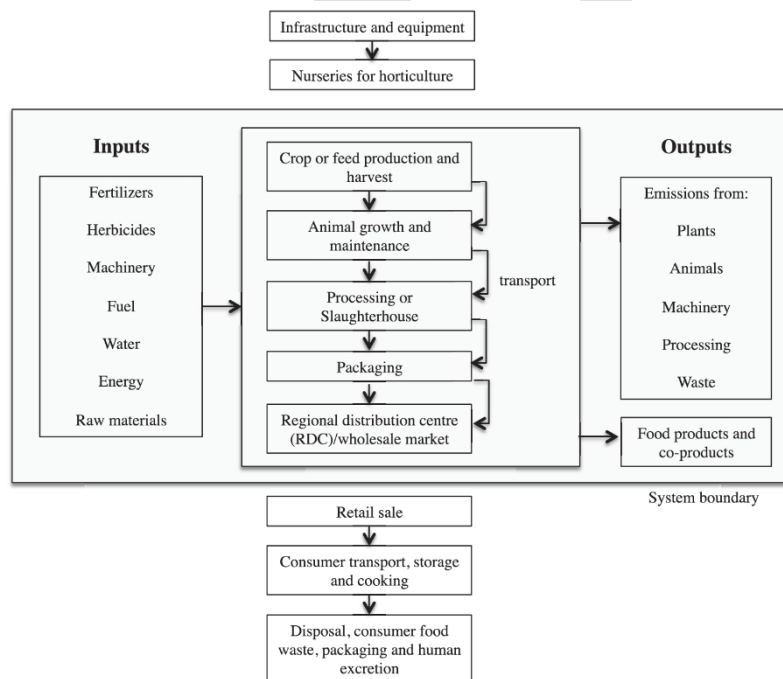 Infrastructure and equipment
Nurseries for horticulture
Inputs
Fertilizers
Herbicides
Machinery
Fuel
Water
Energy
Raw materials
Crop or feed production and
harvest
Animal growth and
maintenance
Processing or
Slaughterhouse
Packaging
Regional distribution centre
(RDC)/wholesale market
transport
Outputs
Emissions from:
Plants
Animals
Machinery
Processing
Waste
Food products and
co-products
System boundary
Retail sale
Consumer transport, storage
and cooking
Disposal, consumer food
waste, packaging and human
excretion